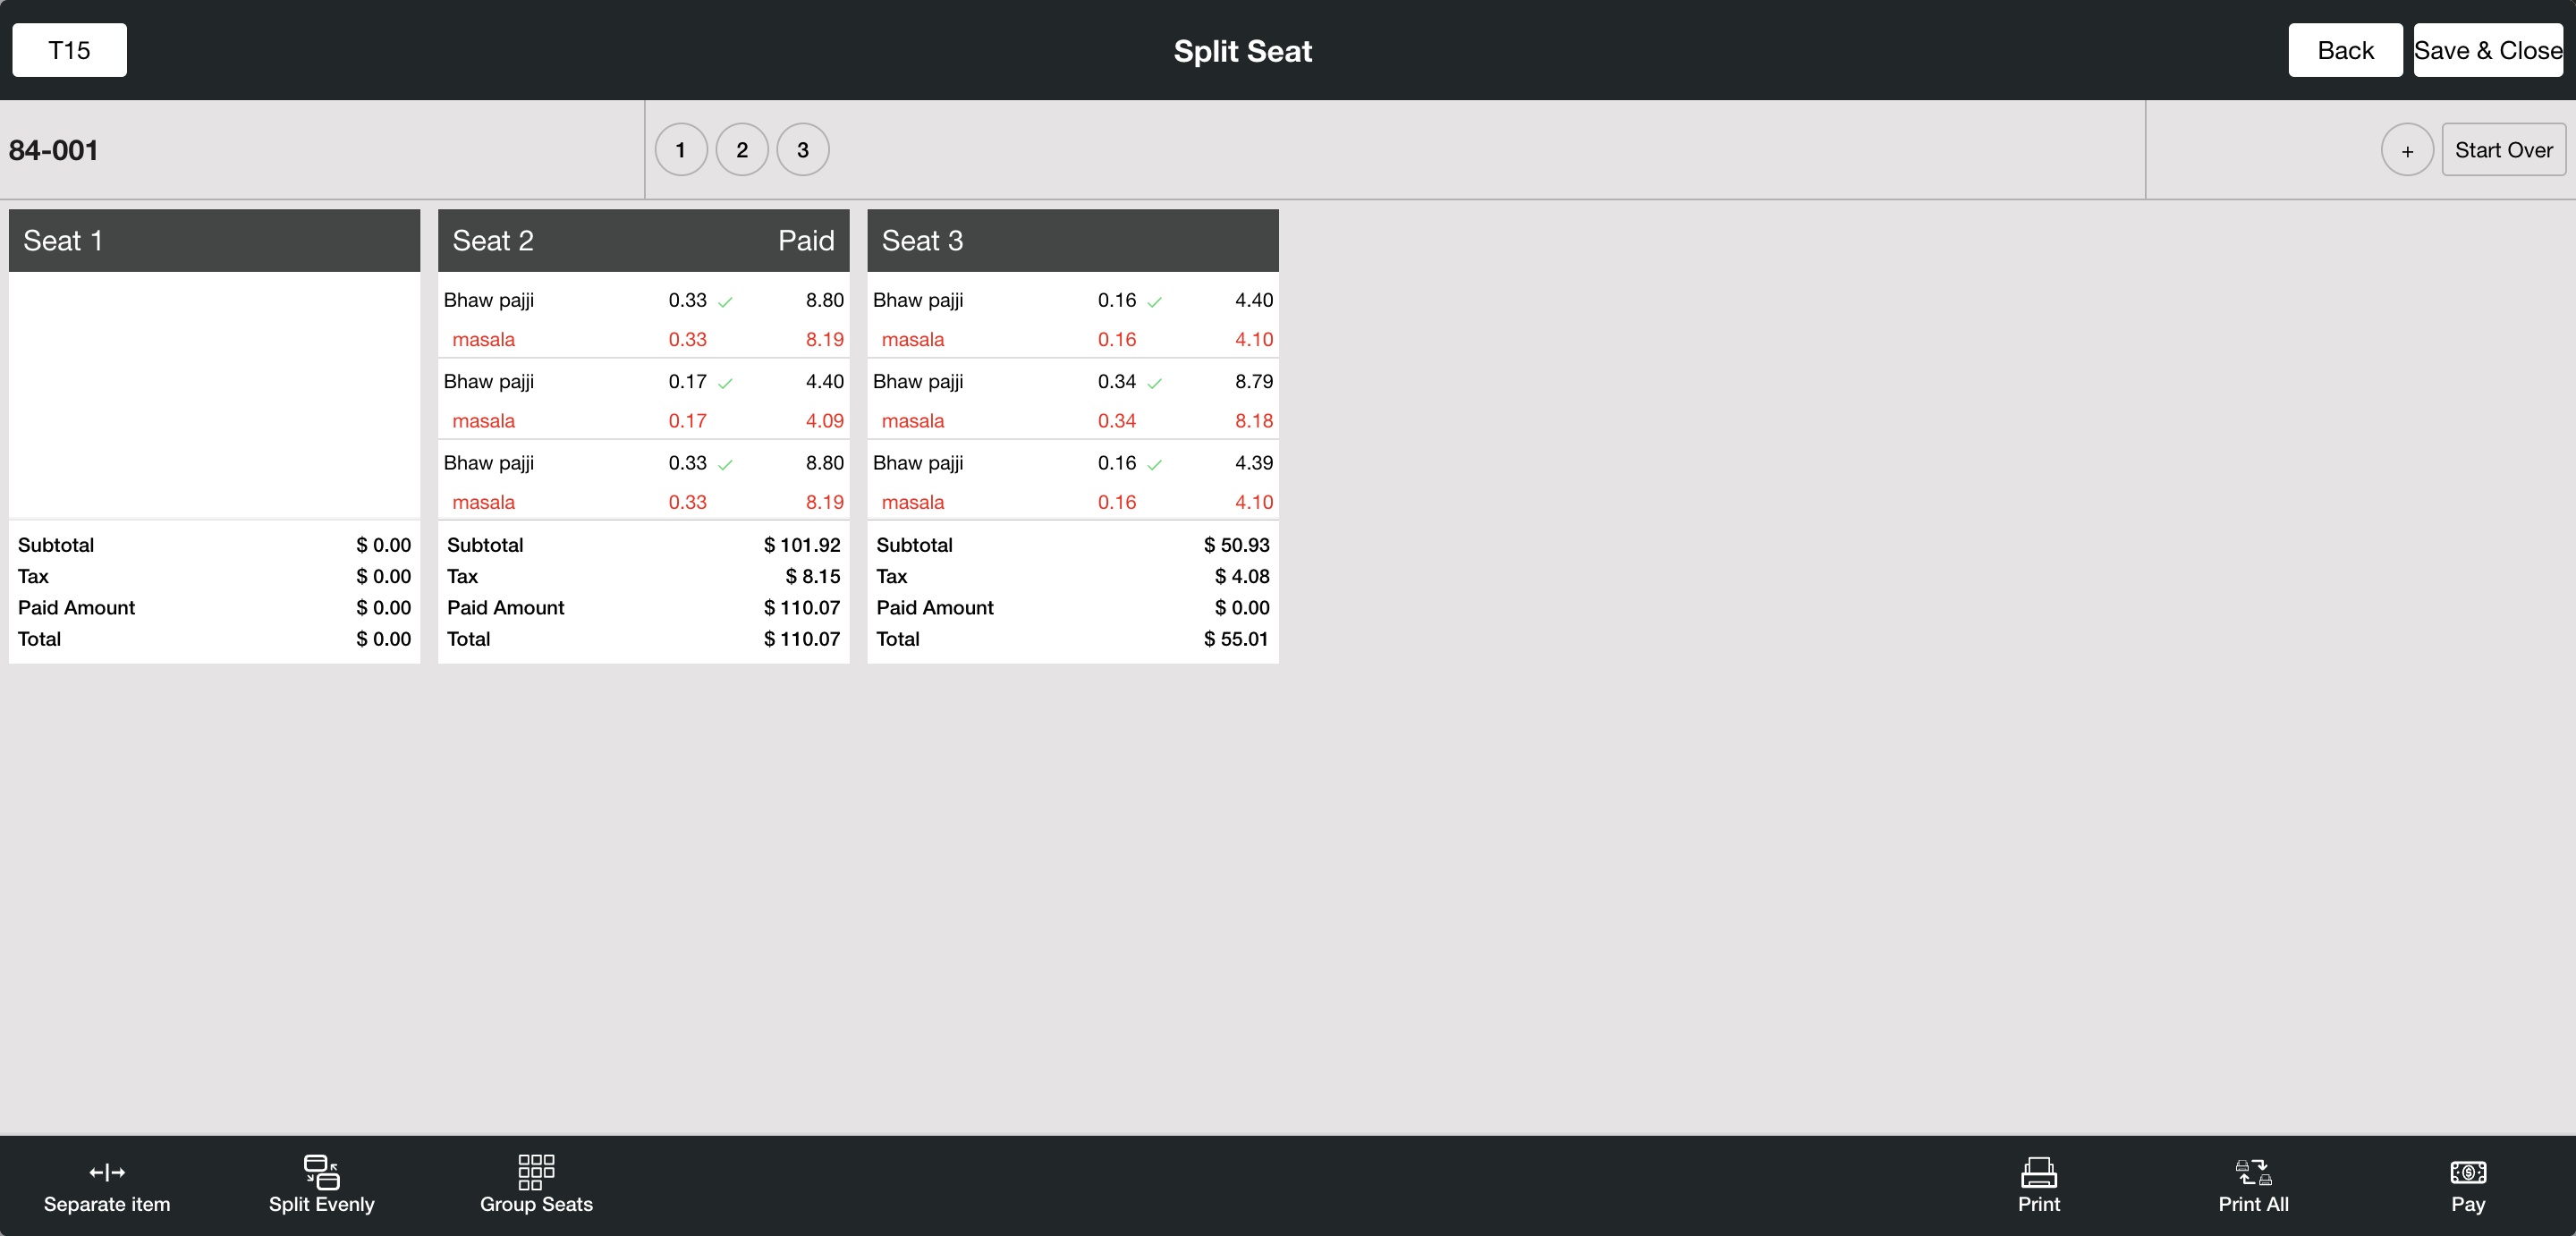 T15 Split Seat Back Save & Close
84-001 1 2 3 + Start Over
Seat 1
Subtotal $ 0.00
Tax $ 0.00
Paid Amount $ 0.00
Total $ 0.00
Seat 2 Paid
Bhaw pajji 0.33 8.80
masala 0.33 8.19
Bhaw pajji 0.17 4.40
masala 0.17 4.09
Bhaw pajji 0.33 8.80
masala 0.33 8.19
Subtotal $ 101.92
Tax $ 8.15
Paid Amount $ 110.07
Total $ 110.07
Seat 3
Bhaw pajji 0.16 4.40
masala 0.16 4.10
Bhaw pajji 0.34 8.79
masala 0.34 8.18
Bhaw pajji 0.16 4.39
masala 0.16 4.10
Subtotal $ 50.93
Tax $ 4.08
Paid Amount $ 0.00
Total $ 55.01
Separate item Split Evenly Group Seats Print Print All Pay